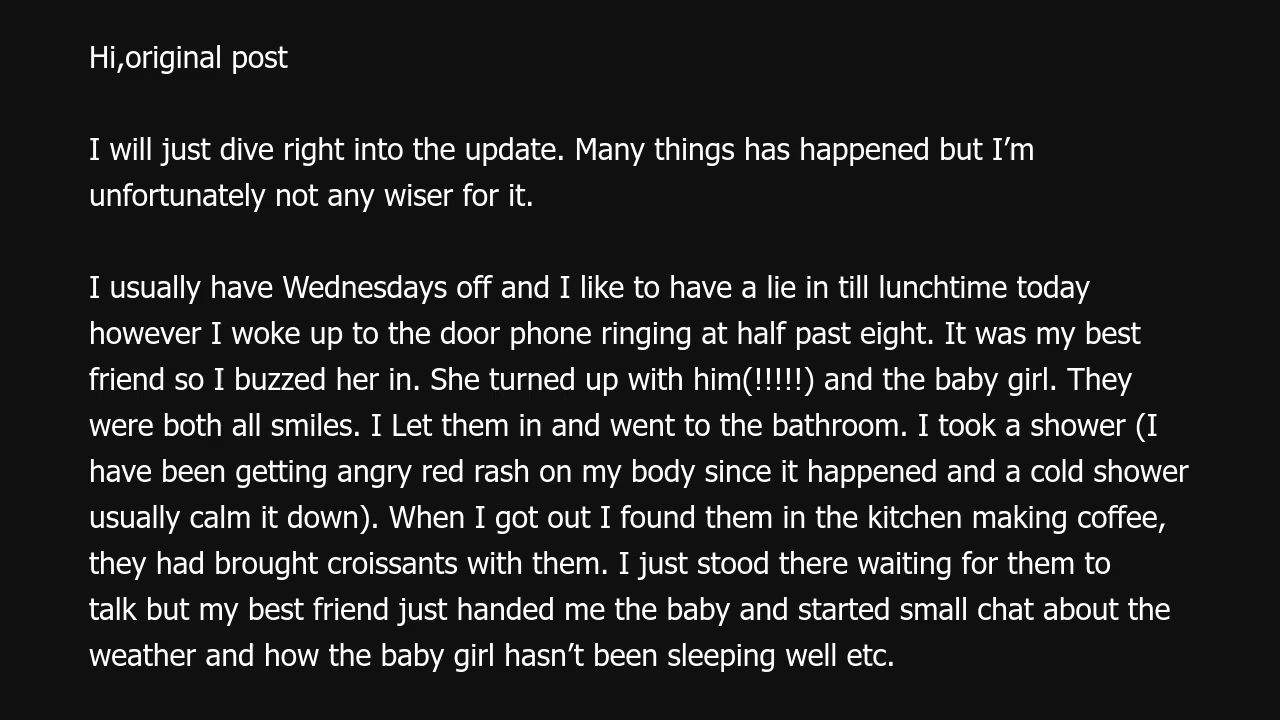 Hi,original post
I will just dive right into the update. Many things has happened but I’m
unfortunately not any wiser for it.
I usually have Wednesdays off and I like to have a lie in till lunchtime today
however I woke up to the door phone ringing at half past eight. It was my best
friend so I buzzed her in. She turned up with him(!!!!!) and the baby girl. They
were both all smiles. I Let them in and went to the bathroom. I took a shower (I
have been getting angry red rash on my body since it happened and a cold shower
usually calm it down). When I got out I found them in the kitchen making coffee,
they had brought croissants with them. I just stood there waiting for them to
talk but my best friend just handed me the baby and started small chat about the
weather and how the baby girl hasn’t been sleeping well etc.